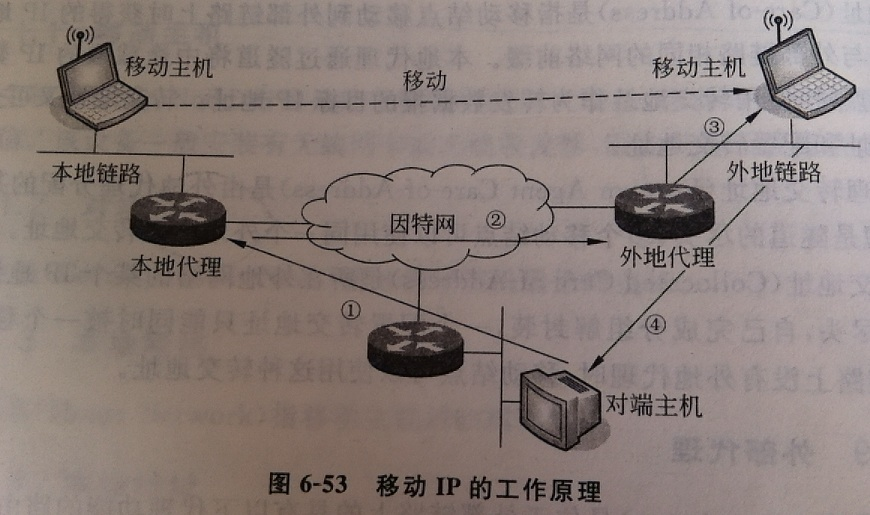 移动主机
移动
移动主机
③
本地链路
外地链路
因特网
②
本地代理
外地代理
①
④
对端主机
图 6-53 移动 IP 的工作原理